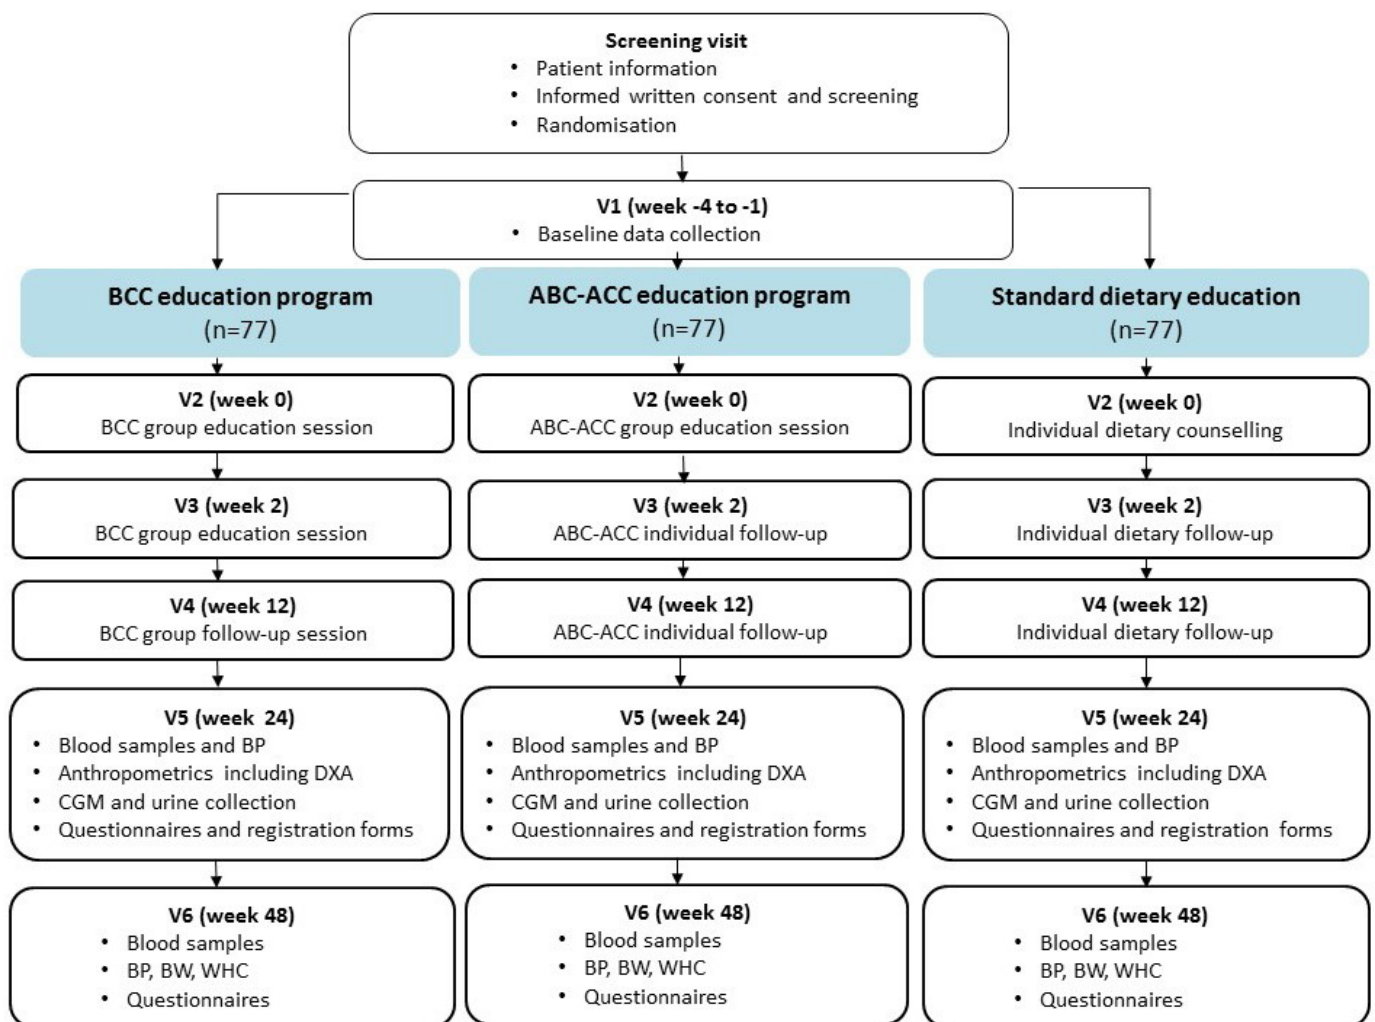 Screening visit
• Patient information
• Informed written consent and screening
• Randomisation
V1 (week -4 to -1)
• Baseline data collection
BCC education program
(n=77)
ABC-ACC education program
(n=77)
Standard dietary education
(n=77)
V2 (week 0)
BCC group education session
V2 (week 0)
ABC-ACC group education session
V2 (week 0)
Individual dietary counselling
V3 (week 2)
BCC group education session
V3 (week 2)
ABC-ACC individual follow-up
V3 (week 2)
Individual dietary follow-up
V4 (week 12)
BCC group follow-up session
V4 (week 12)
ABC-ACC individual follow-up
V4 (week 12)
Individual dietary follow-up
V5 (week 24)
• Blood samples and BP
• Anthropometrics including DXA
• CGM and urine collection
• Questionnaires and registration forms
V5 (week 24)
• Blood samples and BP
• Anthropometrics including DXA
• CGM and urine collection
• Questionnaires and registration forms
V5 (week 24)
• Blood samples and BP
• Anthropometrics including DXA
• CGM and urine collection
• Questionnaires and registration forms
V6 (week 48)
• Blood samples
• BP, BW, WHC
• Questionnaires
V6 (week 48)
• Blood samples
• BP, BW, WHC
• Questionnaires
V6 (week 48)
• Blood samples
• BP, BW, WHC
• Questionnaires